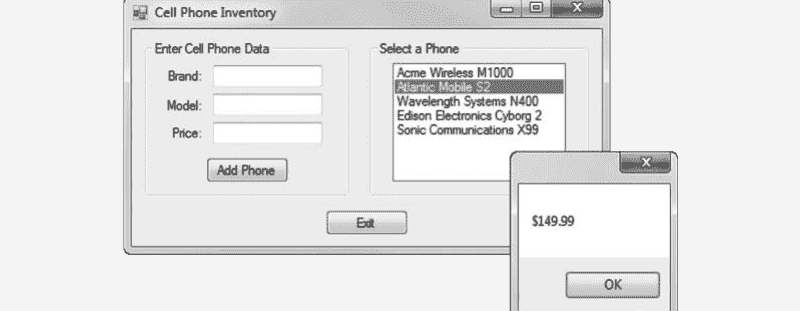 Cell Phone Inventory
Enter Cell Phone Data
Brand:
Model:
Price:
Add Phone
Select a Phone
Acme Wireless M1000
Atlantic Mobile S2
Wavelength Systems N400
Edison Electronics Cyborg 2
Sonic Communications X99
Exit
$149.99
OK